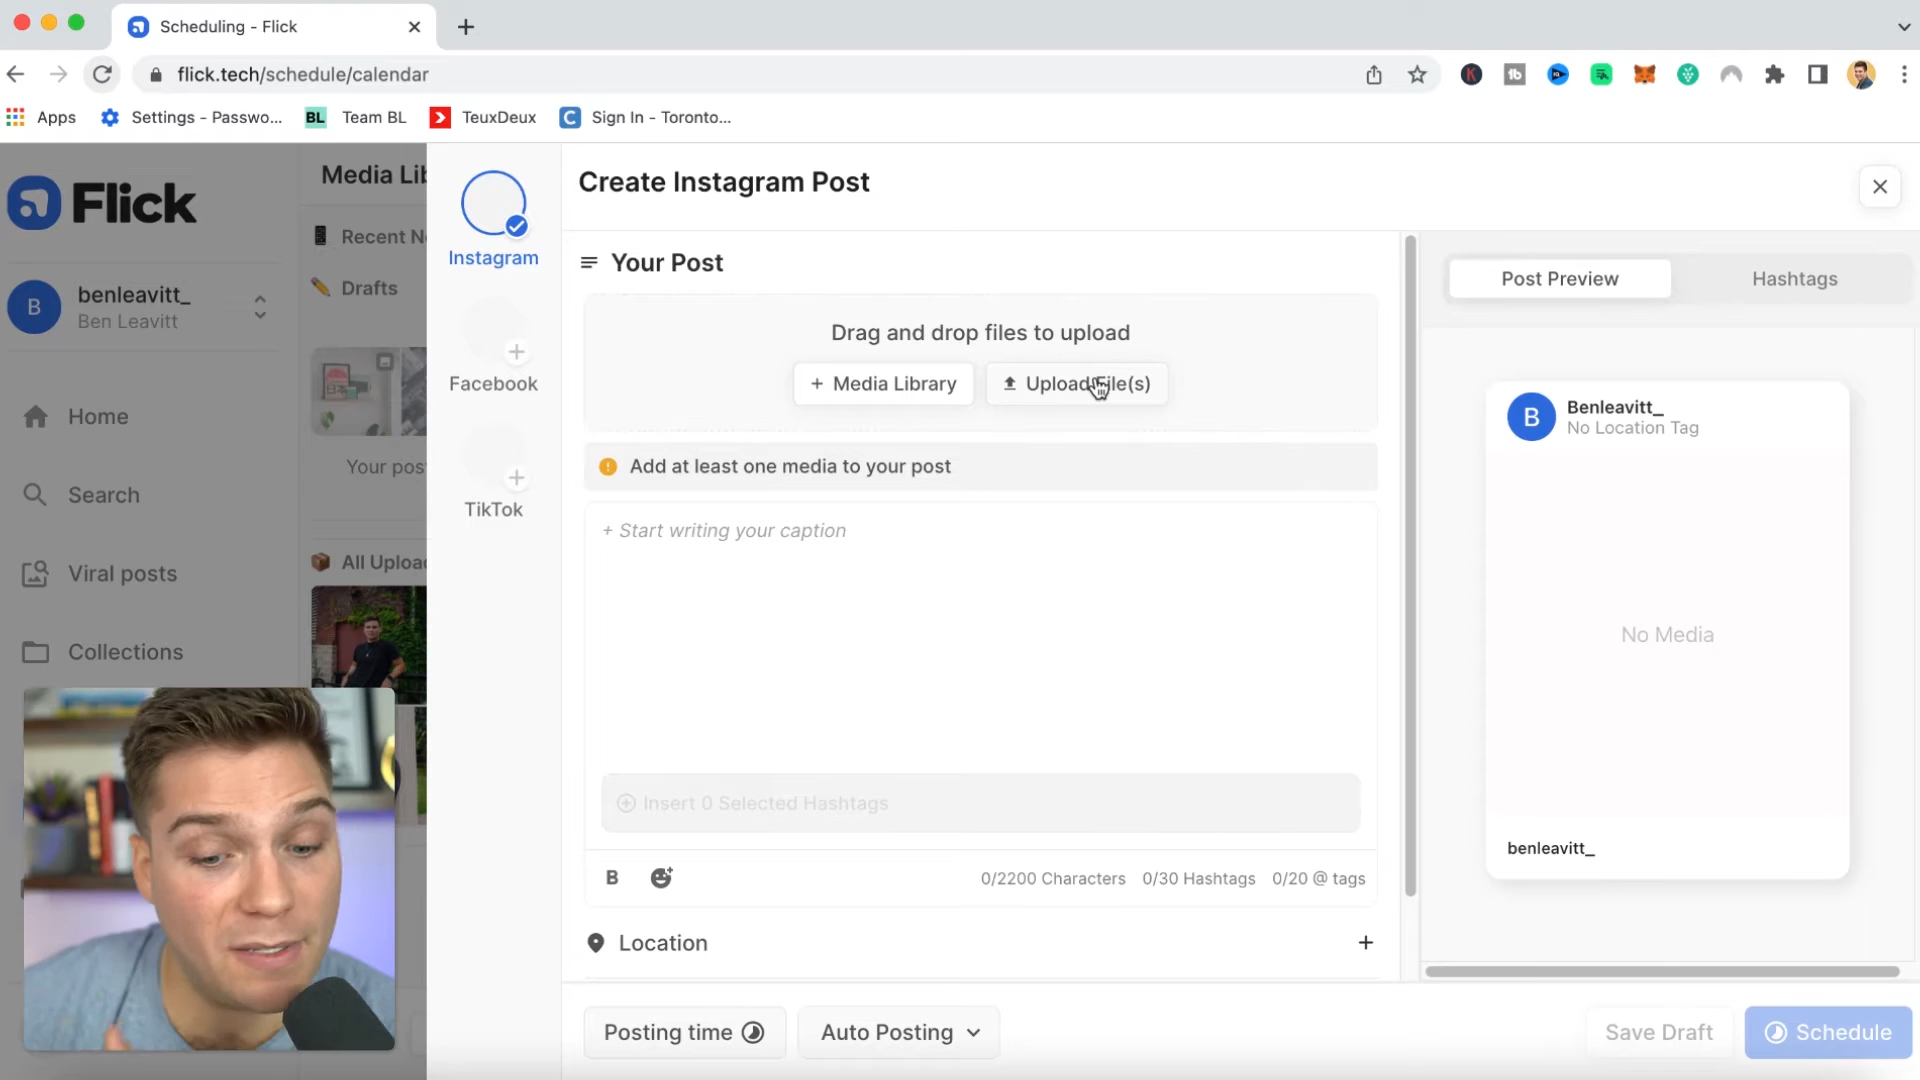 Scheduling - Flick
flick.tech/schedule/calendar
Apps
Settings - Passwo...
BL
Team BL
TeuxDeux
C
Sign In - Toronto...
Flick
B
benleavitt_
Ben Leavitt
Home
Search
Viral posts
Collections
Media Lib
Recent N
Drafts
Your pos
All Uploa
Instagram
Facebook
TikTok
Create Instagram Post
Your Post
Drag and drop files to upload
+ Media Library
Upload File(s)
Add at least one media to your post
+ Start writing your caption
Insert 0 Selected Hashtags
B
0/2200 Characters 0/30 Hashtags 0/20 @ tags
Location
+
Posting time
Auto Posting
Post Preview
Hashtags
B
Benleavitt_
No Location Tag
No Media
benleavitt_
Save Draft
Schedule